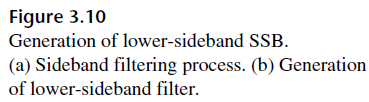 Figure 3.10
Generation of lower-sideband SSB.
(a) Sideband filtering process. (b) Generation
of lower-sideband filter.